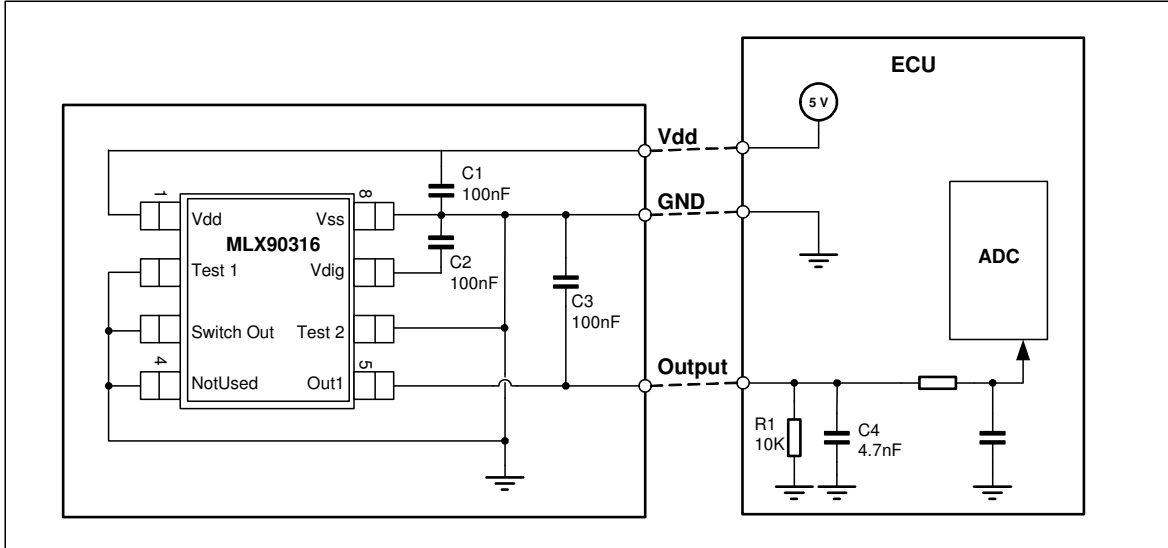 ECU
5 V
Vdd
C1
100nF
GND
1
8
Vdd
Vss
MLX90316
C2
100nF
Test 1
Vdig
C3
100nF
ADC
Switch Out
Test 2
4
5
NotUsed
Out1
Output
R1
10K
C4
4.7nF